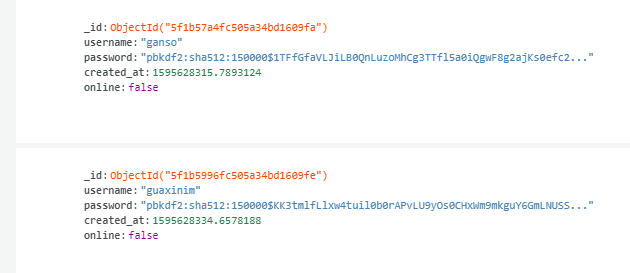 _id: ObjectId("5f1b57a4fc505a34bd1609fa")
username: "ganso"
password: "pbkdf2:sha512:150000$1TFfGfaVLJiLB0QnLuzoMhCg3TTfl5a0iQgwF8g2ajKs0efc2..."
created_at: 1595628315.7893124
online: false
_id: ObjectId("5f1b5996fc505a34bd1609fe")
username: "guaxinim"
password: "pbkdf2:sha512:150000$KK3tmlfLlxw4tuil0b0rAPvLU9yOs0CHxWm9mkguY6GmLNUSS..."
created_at: 1595628334.6578188
online: false